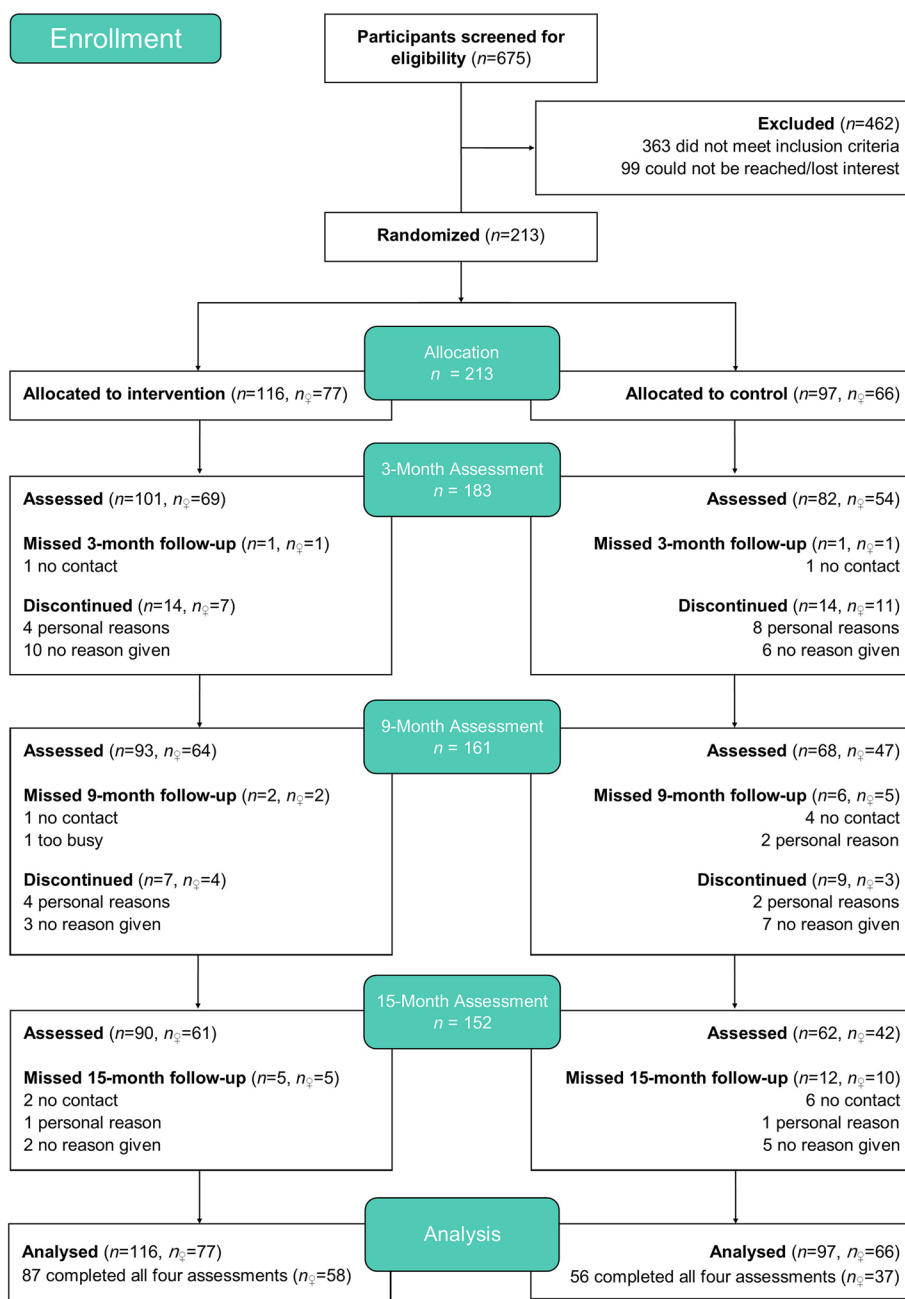 Enrollment
Participants screened for
eligibility (n=675)
Excluded (n=462)
363 did not meet inclusion criteria
99 could not be reached/lost interest
Randomized (n=213)
Allocation
n = 213
Allocated to intervention (n=116, n♀=77)
Allocated to control (n=97, n♀=66)
3-Month Assessment
n = 183
Assessed (n=101, n♀=69)
Missed 3-month follow-up (n=1, n♀=1)
1 no contact
Discontinued (n=14, n♀=7)
4 personal reasons
10 no reason given
Assessed (n=82, n♀=54)
Missed 3-month follow-up (n=1, n♀=1)
1 no contact
Discontinued (n=14, n♀=11)
8 personal reasons
6 no reason given
9-Month Assessment
n = 161
Assessed (n=93, n♀=64)
Missed 9-month follow-up (n=2, n♀=2)
1 no contact
1 too busy
Discontinued (n=7, n♀=4)
4 personal reasons
3 no reason given
Assessed (n=68, n♀=47)
Missed 9-month follow-up (n=6, n♀=5)
4 no contact
2 personal reason
Discontinued (n=9, n♀=3)
2 personal reasons
7 no reason given
15-Month Assessment
n = 152
Assessed (n=90, n♀=61)
Missed 15-month follow-up (n=5, n♀=5)
2 no contact
1 personal reason
2 no reason given
Assessed (n=62, n♀=42)
Missed 15-month follow-up (n=12, n♀=10)
6 no contact
1 personal reason
5 no reason given
Analysis
Analysed (n=116, n♀=77)
87 completed all four assessments (n♀=58)
Analysed (n=97, n♀=66)
56 completed all four assessments (n♀=37)